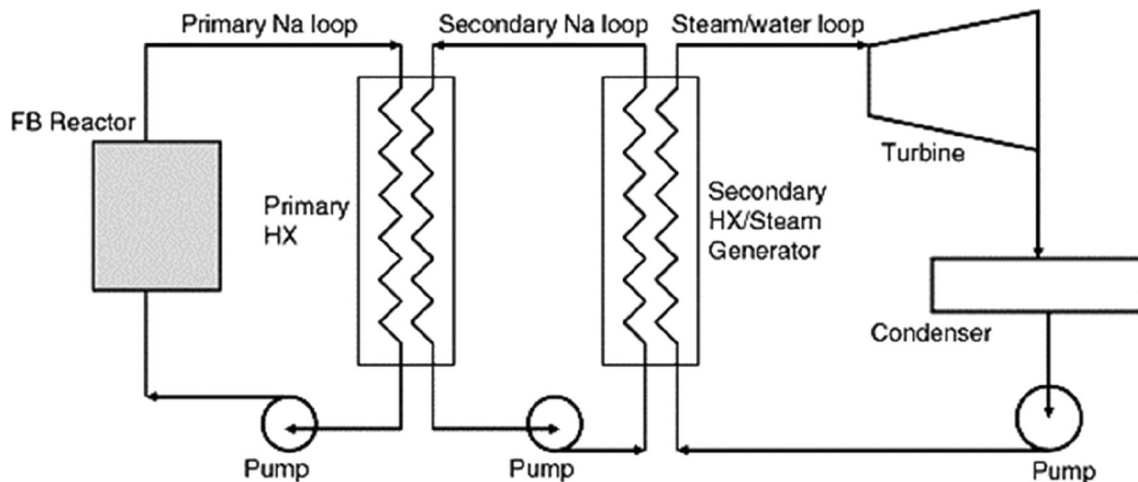 Primary Na loop
Secondary Na loop
Steam/water loop
FB Reactor
Turbine
Primary
HX
Secondary
HX/Steam
Generator
Condenser
Pump
Pump
Pump